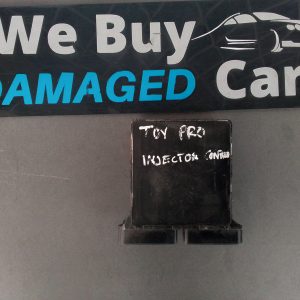 We Buy
DAMAGED Car
TOY PRO
INJECTOR CONTROL